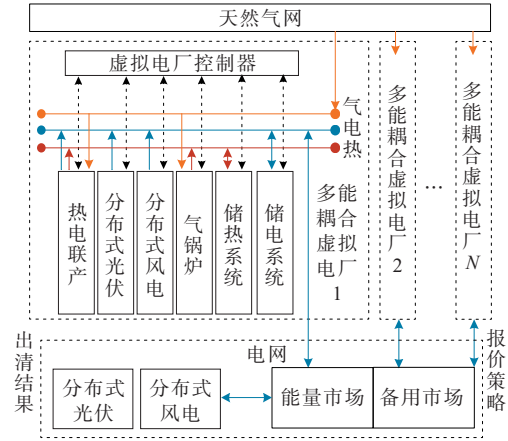 天然气网
虚拟电厂控制器
气
电
热
热电联产
分布式光伏
分布式风电
气锅炉
储热系统
储电系统
多能
耦合
虚拟
电厂
1
多能耦合虚拟电厂2
…
多能耦合虚拟电厂N
出清结果
报价策略
电网
分布式
光伏
分布式
风电
能量市场
备用市场